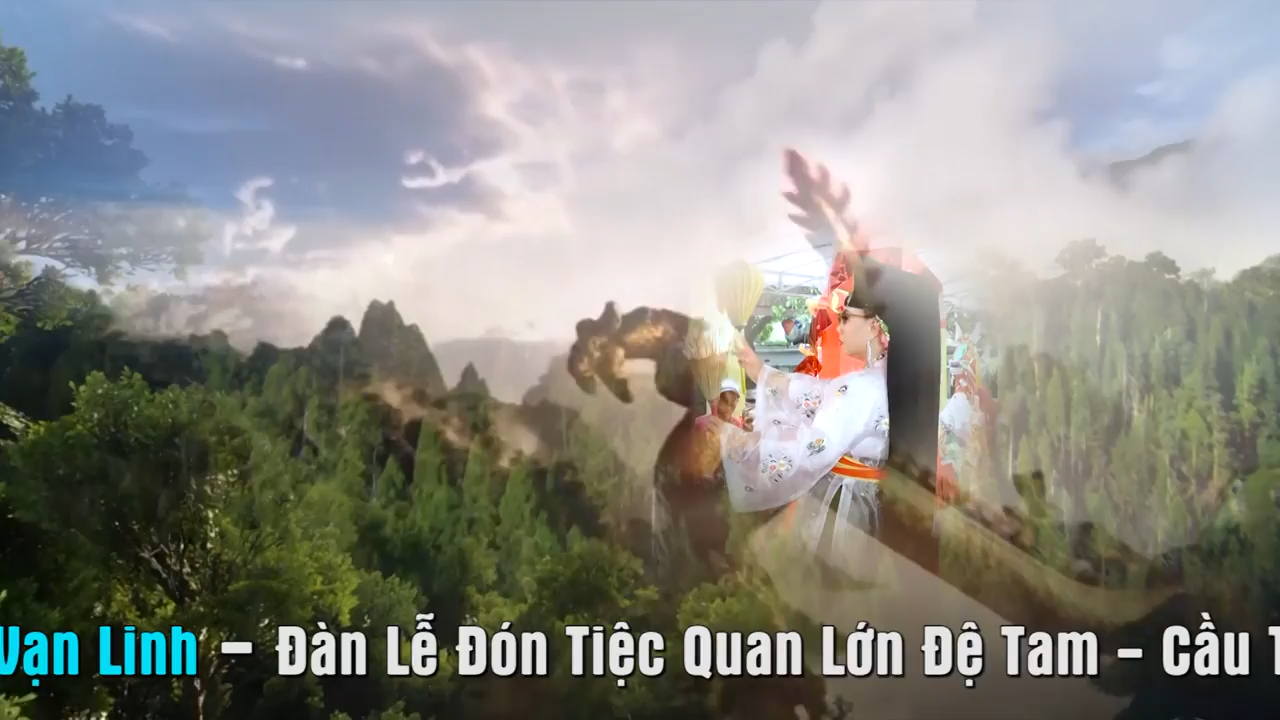 Vạn Linh – Đàn Lễ Đón Tiệc Quan Lớn Đệ Tam – Cầu